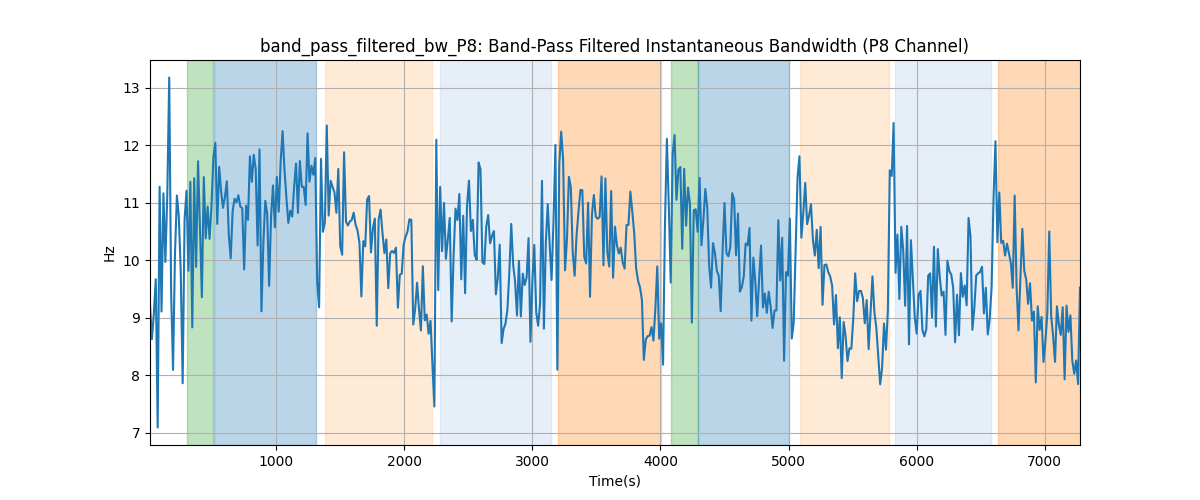 band_pass_filtered_bw_P8: Band-Pass Filtered Instantaneous Bandwidth (P8 Channel)
13
12
11
10
9
8
7
Hz
1000 2000 3000 4000 5000 6000 7000
Time(s)